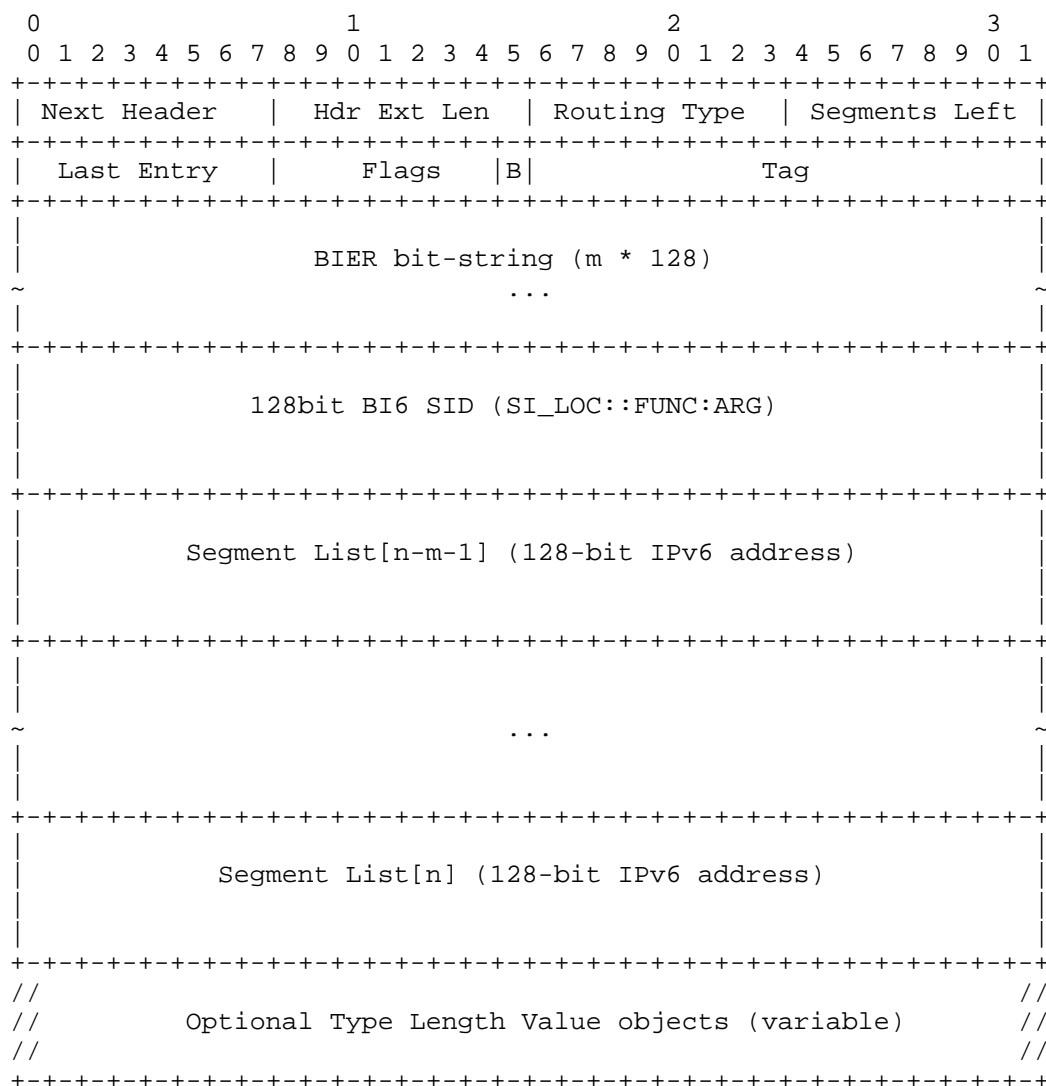 0                   1                   2                   3
 0 1 2 3 4 5 6 7 8 9 0 1 2 3 4 5 6 7 8 9 0 1 2 3 4 5 6 7 8 9 0 1
+-+-+-+-+-+-+-+-+-+-+-+-+-+-+-+-+-+-+-+-+-+-+-+-+-+-+-+-+-+-+-+-+
| Next Header   |  Hdr Ext Len  | Routing Type  | Segments Left |
+-+-+-+-+-+-+-+-+-+-+-+-+-+-+-+-+-+-+-+-+-+-+-+-+-+-+-+-+-+-+-+-+
|  Last Entry   |     Flags   |B|              Tag              |
+-+-+-+-+-+-+-+-+-+-+-+-+-+-+-+-+-+-+-+-+-+-+-+-+-+-+-+-+-+-+-+-+
|                                                               |
|                  BIER bit-string (m * 128)                    |
~                              ...                              ~
|                                                               |
+-+-+-+-+-+-+-+-+-+-+-+-+-+-+-+-+-+-+-+-+-+-+-+-+-+-+-+-+-+-+-+-+
|                                                               |
|              128bit BI6 SID (SI_LOC::FUNC:ARG)                |
|                                                               |
|                                                               |
+-+-+-+-+-+-+-+-+-+-+-+-+-+-+-+-+-+-+-+-+-+-+-+-+-+-+-+-+-+-+-+-+
|                                                               |
|          Segment List[n-m-1] (128-bit IPv6 address)           |
|                                                               |
|                                                               |
+-+-+-+-+-+-+-+-+-+-+-+-+-+-+-+-+-+-+-+-+-+-+-+-+-+-+-+-+-+-+-+-+
|                                                               |
|                                                               |
~                              ...                              ~
|                                                               |
|                                                               |
+-+-+-+-+-+-+-+-+-+-+-+-+-+-+-+-+-+-+-+-+-+-+-+-+-+-+-+-+-+-+-+-+
|                                                               |
|            Segment List[n] (128-bit IPv6 address)             |
|                                                               |
|                                                               |
+-+-+-+-+-+-+-+-+-+-+-+-+-+-+-+-+-+-+-+-+-+-+-+-+-+-+-+-+-+-+-+-+
//                                                             //
//         Optional Type Length Value objects (variable)       //
//                                                             //
+-+-+-+-+-+-+-+-+-+-+-+-+-+-+-+-+-+-+-+-+-+-+-+-+-+-+-+-+-+-+-+-+